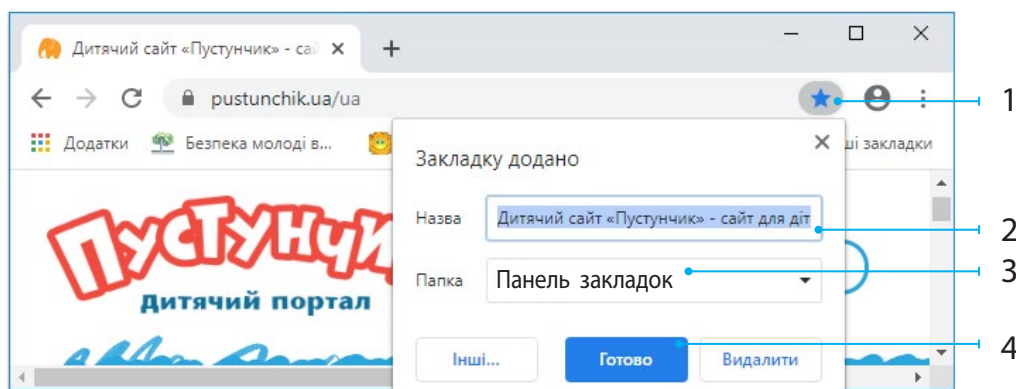 Дитячий сайт «Пустунчик» - сай
pustunchik.ua/ua
1
Додатки Безпека молоді в... ші закладки
Закладку додано
Назва Дитячий сайт «Пустунчик» - сайт для діт
2
Папка Панель закладок
3
Пустунчи
Дитячий портал
Інші... Готово Видалити
4